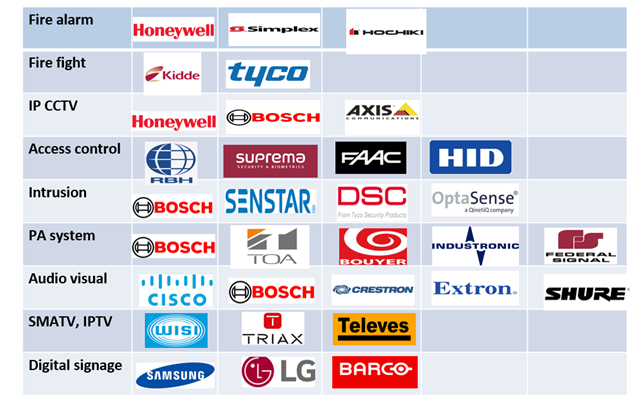 Fire alarm
Honeywell
Simplex
HOCHIKI
Fire fight
Kidde
tyco
IP CCTV
Honeywell
BOSCH
AXIS
COMMUNICATIONS
Access control
RBH
suprema
SECURITY & BIOMETRICS
FAAC
HID
Intrusion
BOSCH
SENSTAR®
DSC
From Tyco Security Products
OptaSense®
a QinetiQ company
PA system
BOSCH
TOA
BOUYER
INDUSTRONIC
FS
FEDERAL
SIGNAL
Audio visual
CISCO
BOSCH
CRESTRON
Extron®
SHURE®
SMATV, IPTV
WISI
TRIAX
Televes
Digital signage
SAMSUNG
LG
BARCO